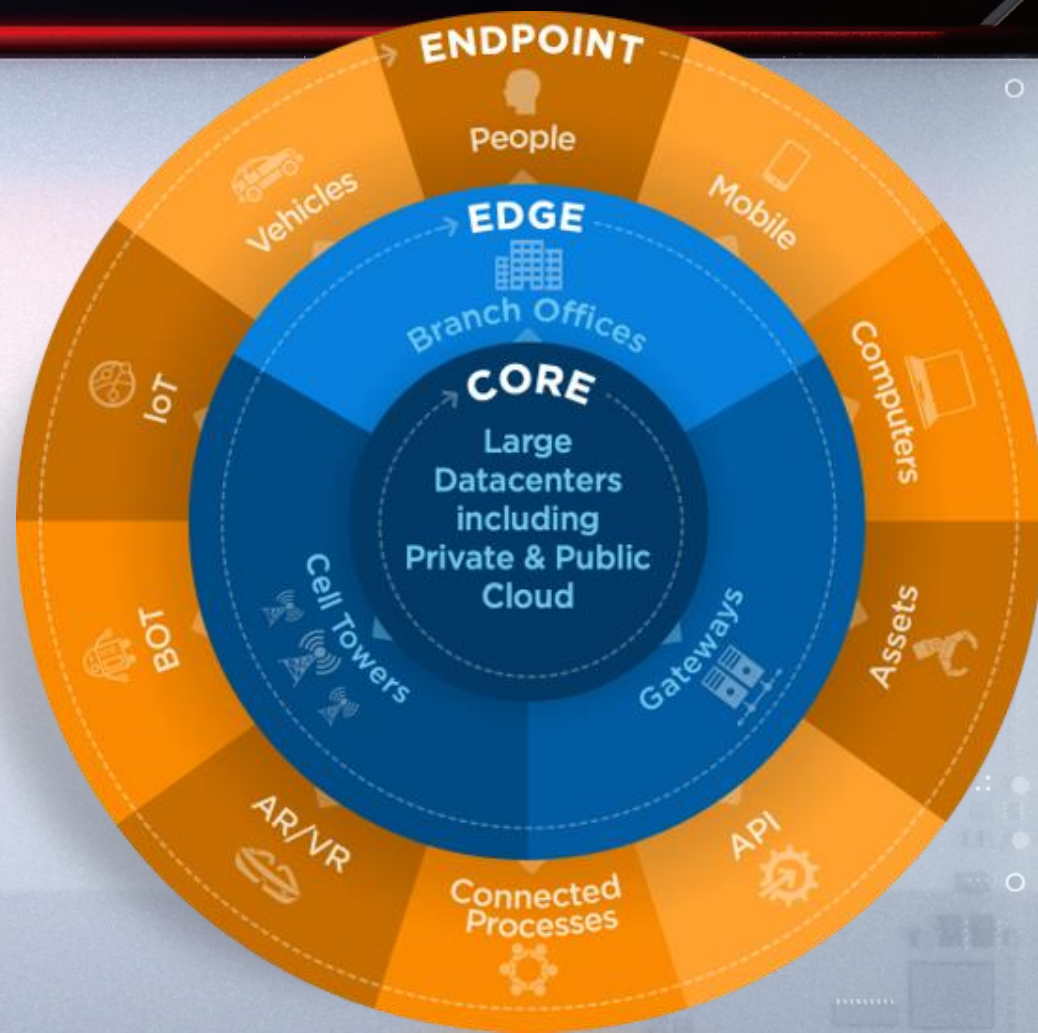 ENDPOINT
People
Mobile
Computers
Assets
API
Connected
Processes
AR/VR
BOT
IoT
Vehicles
EDGE
Branch Offices
Gateways
Cell Towers
CORE
Large
Datacenters
including
Private & Public
Cloud